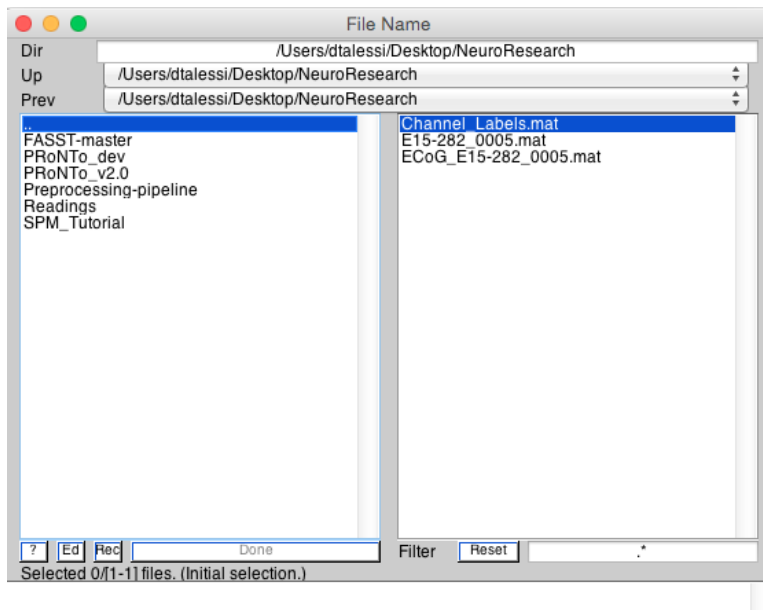 File Name
Dir /Users/dtalessi/Desktop/NeuroResearch
Up /Users/dtalessi/Desktop/NeuroResearch
Prev /Users/dtalessi/Desktop/NeuroResearch
..
FASST-master
PRoNTo_dev
PRoNTo_v2.0
Preprocessing-pipeline
Readings
SPM_Tutorial
Channel_Labels.mat
E15-282_0005.mat
ECoG_E15-282_0005.mat
? Ed Rec Done Filter Reset .*
Selected 0/[1-1] files. (Initial selection.)